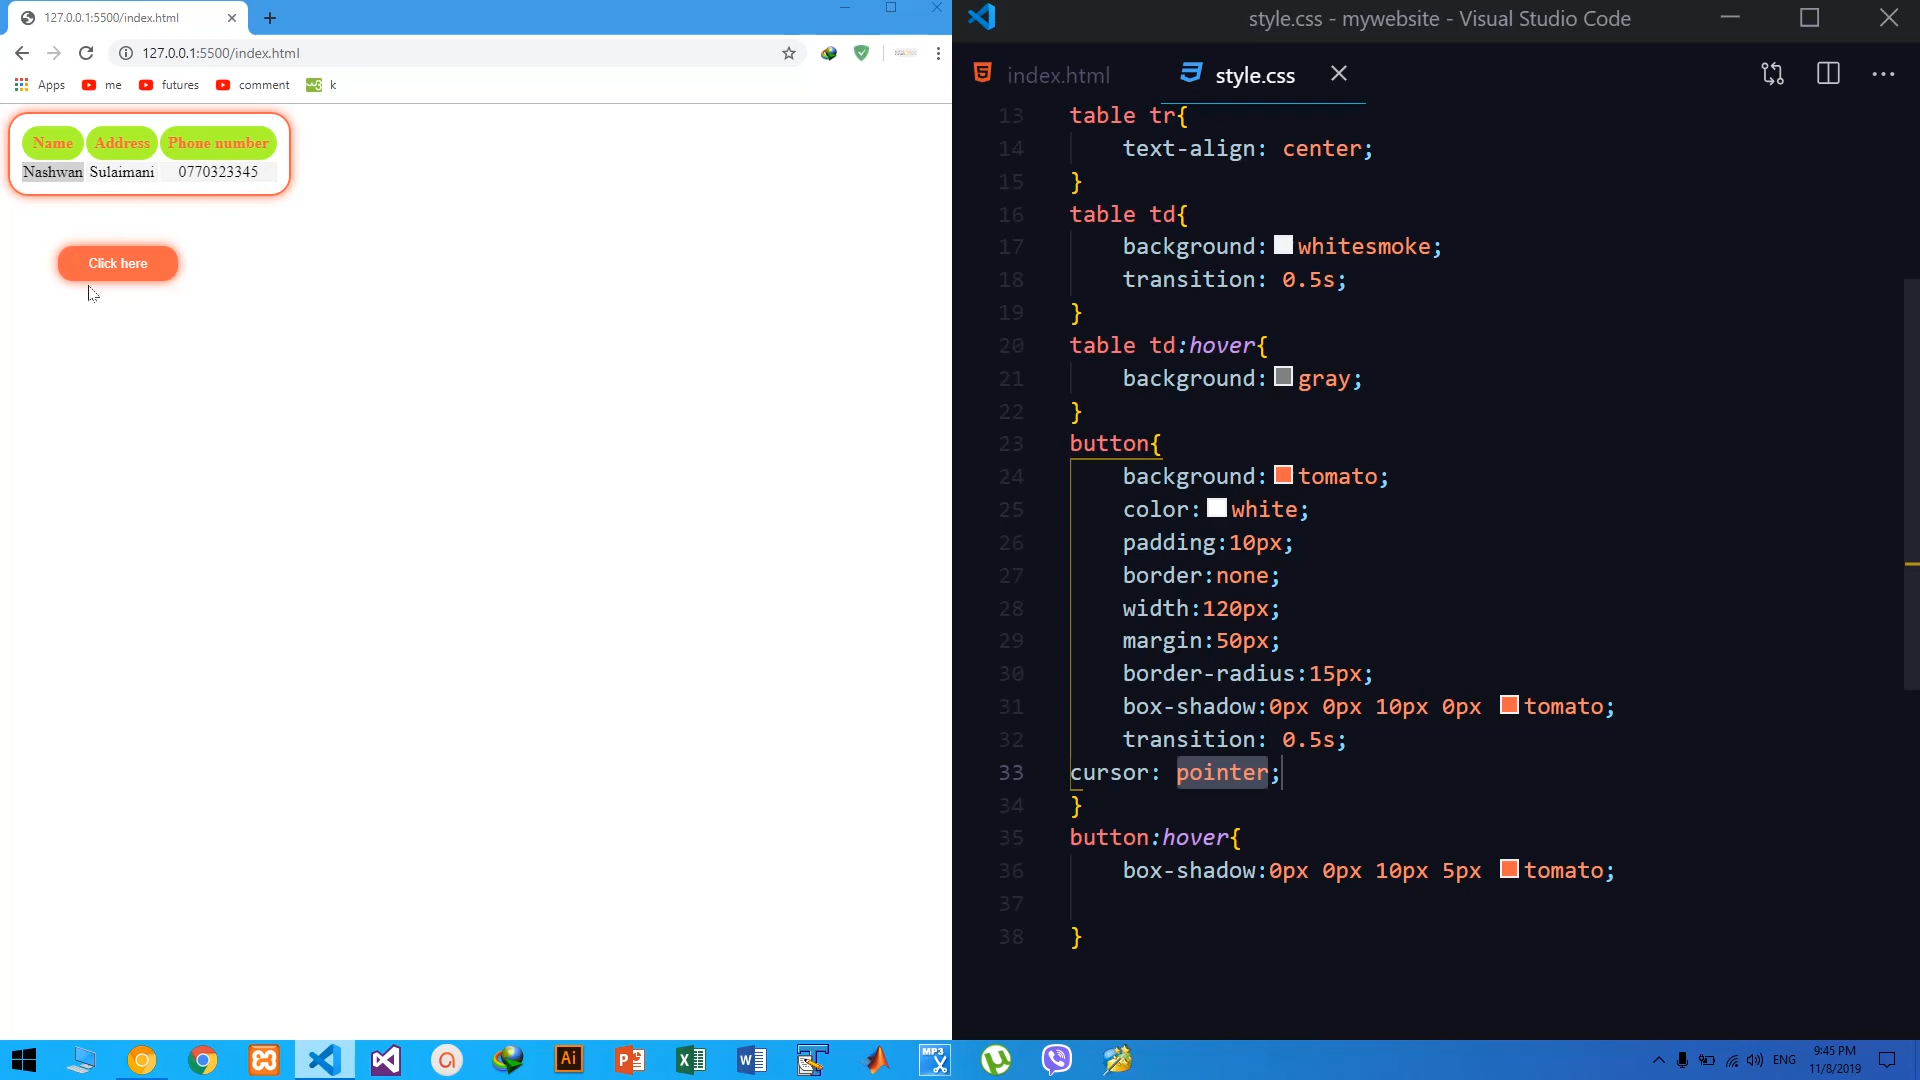 127.0.0.1:5500/index.html
127.0.0.1:5500/index.html
Apps me futures comment k
Name Address Phone number
Nashwan Sulaimani 0770323345
Click here
style.css - mywebsite - Visual Studio Code
index.html style.css
13 table tr{
14 text-align: center;
15 }
16 table td{
17 background: whitesmoke;
18 transition: 0.5s;
19 }
20 table td:hover{
21 background: gray;
22 }
23 button{
24 background: tomato;
25 color: white;
26 padding:10px;
27 border:none;
28 width:120px;
29 margin:50px;
30 border-radius:15px;
31 box-shadow:0px 0px 10px 0px tomato;
32 transition: 0.5s;
33 cursor: pointer;
34 }
35 button:hover{
36 box-shadow:0px 0px 10px 5px tomato;
37
38 }
Ai
MP3
ENG
9:45 PM
11/8/2019